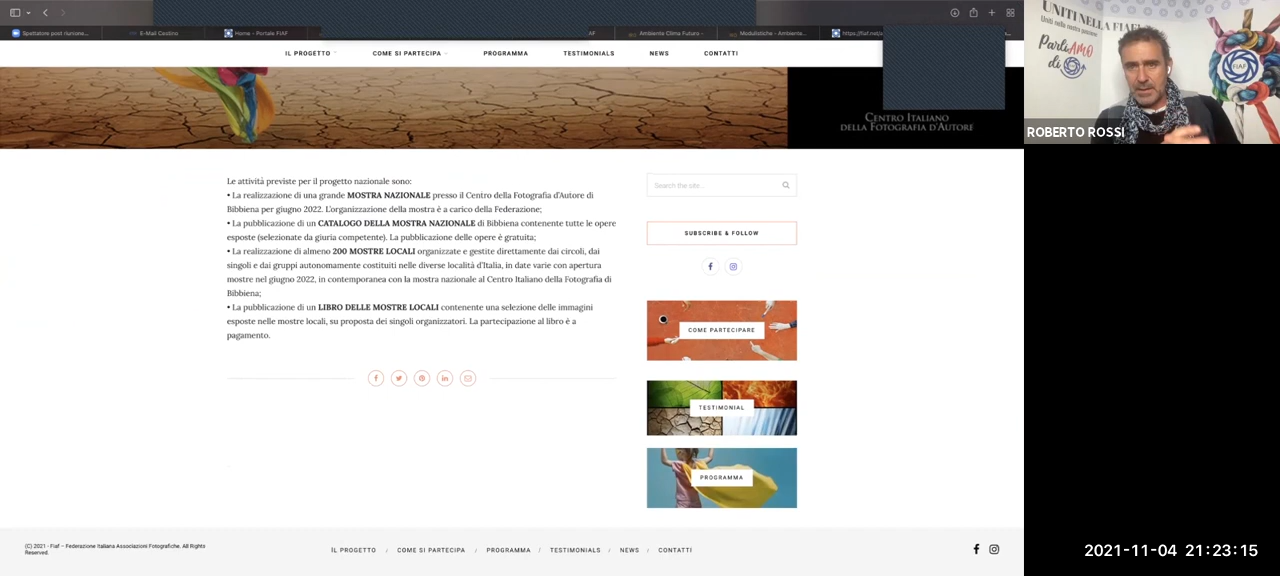 Spettatore post riunione...
E-Mail Cestino
Home - Portale FIAF
AF
Ambiente Clima Futuro -
Modulistiche - Ambiente...
IL PROGETTO
COME SI PARTECIPA
PROGRAMMA
TESTIMONIALS
NEWS
CONTATTI
CENTRO ITALIANO
DELLA FOTOGRAFIA D'AUTORE
UNITI NELLA FIAF
Uniti nella nostra passione
ParliAMO
di
FIAF
ROBERTO ROSSI
Le attività previste per il progetto nazionale sono:
• La realizzazione di una grande MOSTRA NAZIONALE presso il Centro della Fotografia d'Autore di
Bibbiena per giugno 2022. L'organizzazione della mostra è a carico della Federazione;
• La pubblicazione di un CATALOGO DELLA MOSTRA NAZIONALE di Bibbiena contenente tutte le opere
esposte (selezionate da giuria competente). La pubblicazione delle opere è gratuita;
• La realizzazione di almeno 200 MOSTRE LOCALI organizzate e gestite direttamente dai circoli, dai
singoli e dai gruppi autonomamente costituiti nelle diverse località d'Italia, in date varie con apertura
mostre nel giugno 2022, in contemporanea con la mostra nazionale al Centro Italiano della Fotografia di
Bibbiena;
• La pubblicazione di un LIBRO DELLE MOSTRE LOCALI contenente una selezione delle immagini
esposte nelle mostre locali, su proposta dei singoli organizzatori. La partecipazione al libro è a
pagamento.
Search the site...
SUBSCRIBE & FOLLOW
COME PARTECIPARE
TESTIMONIAL
PROGRAMMA
(C) 2021 - Fiaf – Federazione Italiana Associazioni Fotografiche. All Rights
Reserved.
IL PROGETTO / COME SI PARTECIPA / PROGRAMMA / TESTIMONIALS / NEWS / CONTATTI
2021-11-04 21:23:15